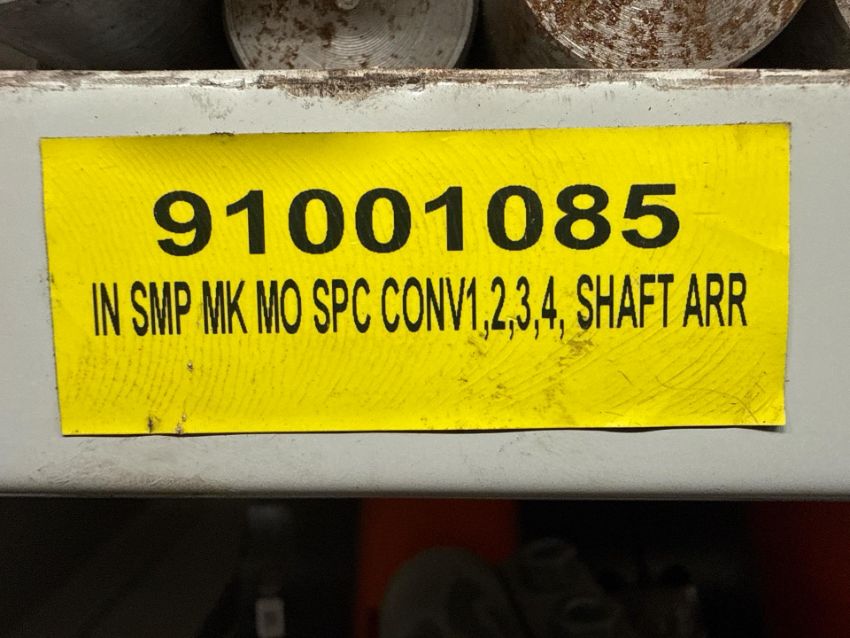 91001085
IN SMP MK MO SPC CONV1,2,3,4, SHAFT ARR